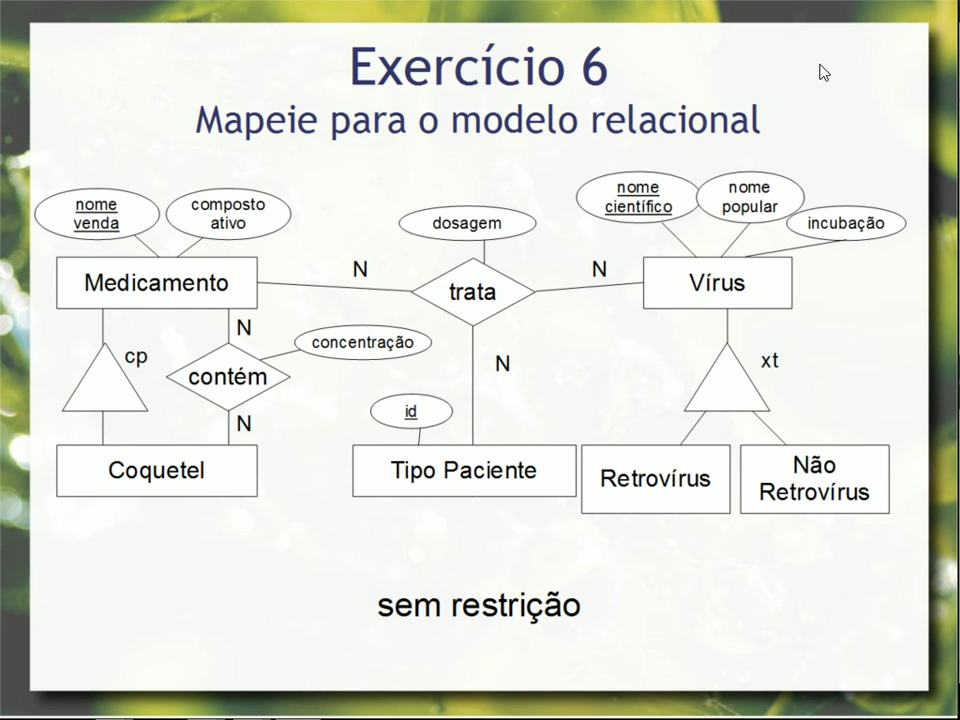 Exercício 6
Mapeie para o modelo relacional
nome
venda
composto
ativo
dosagem
nome
científico
nome
popular
incubação
Medicamento
N
trata
N
Vírus
N
concentração
cp
contém
N
xt
N
id
Coquetel
Tipo Paciente
Retrovírus
Não
Retrovírus
sem restrição